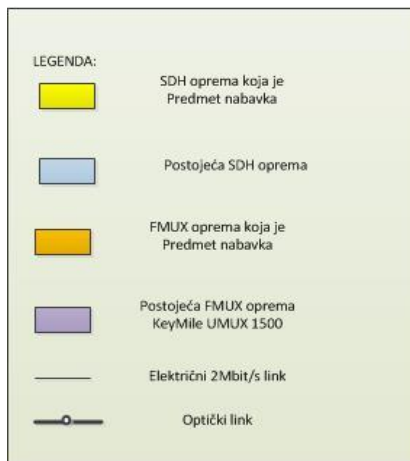 LEGENDA:
SDH oprema koja je
Predmet nabavka
Postojeća SDH oprema
FMUX oprema koja je
Predmet nabavka
Postojeća FMUX oprema
KeyMile UMUX 1500
Električni 2Mbit/s link
Optički link